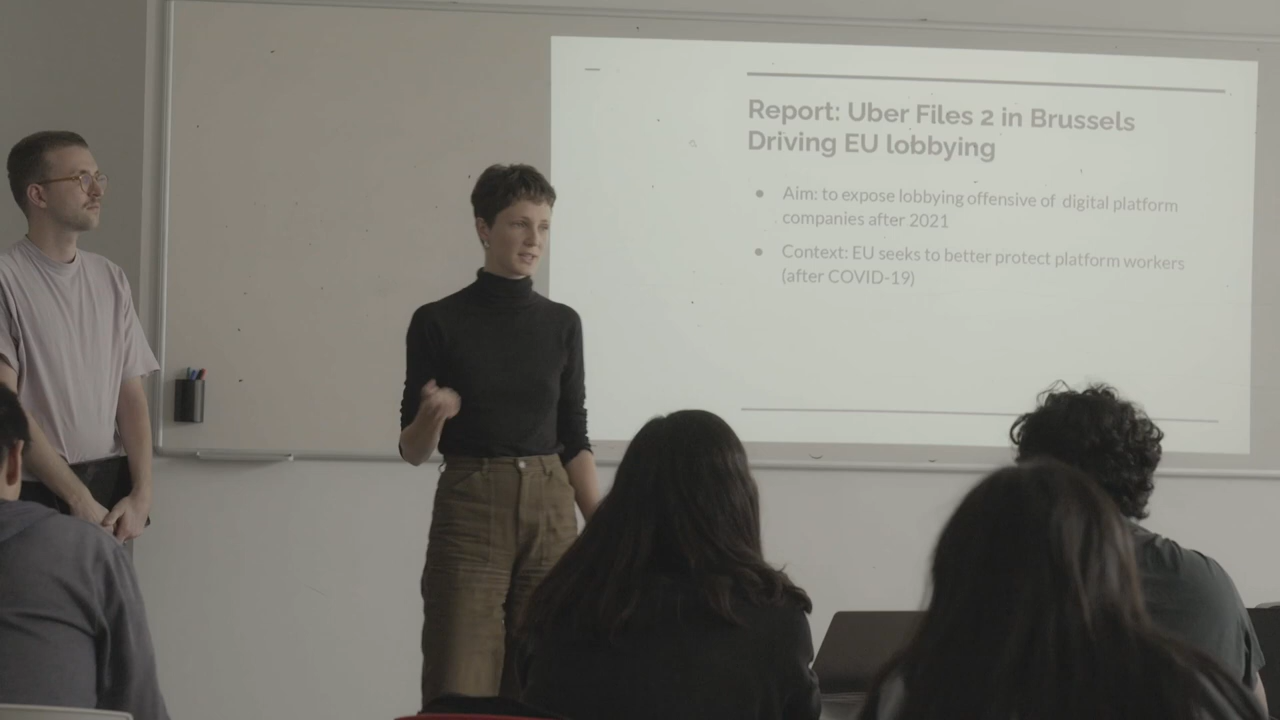 Report: Uber Files 2 in Brussels
Driving EU lobbying
● Aim: to expose lobbying offensive of digital platform
companies after 2021
● Context: EU seeks to better protect platform workers
(after COVID-19)